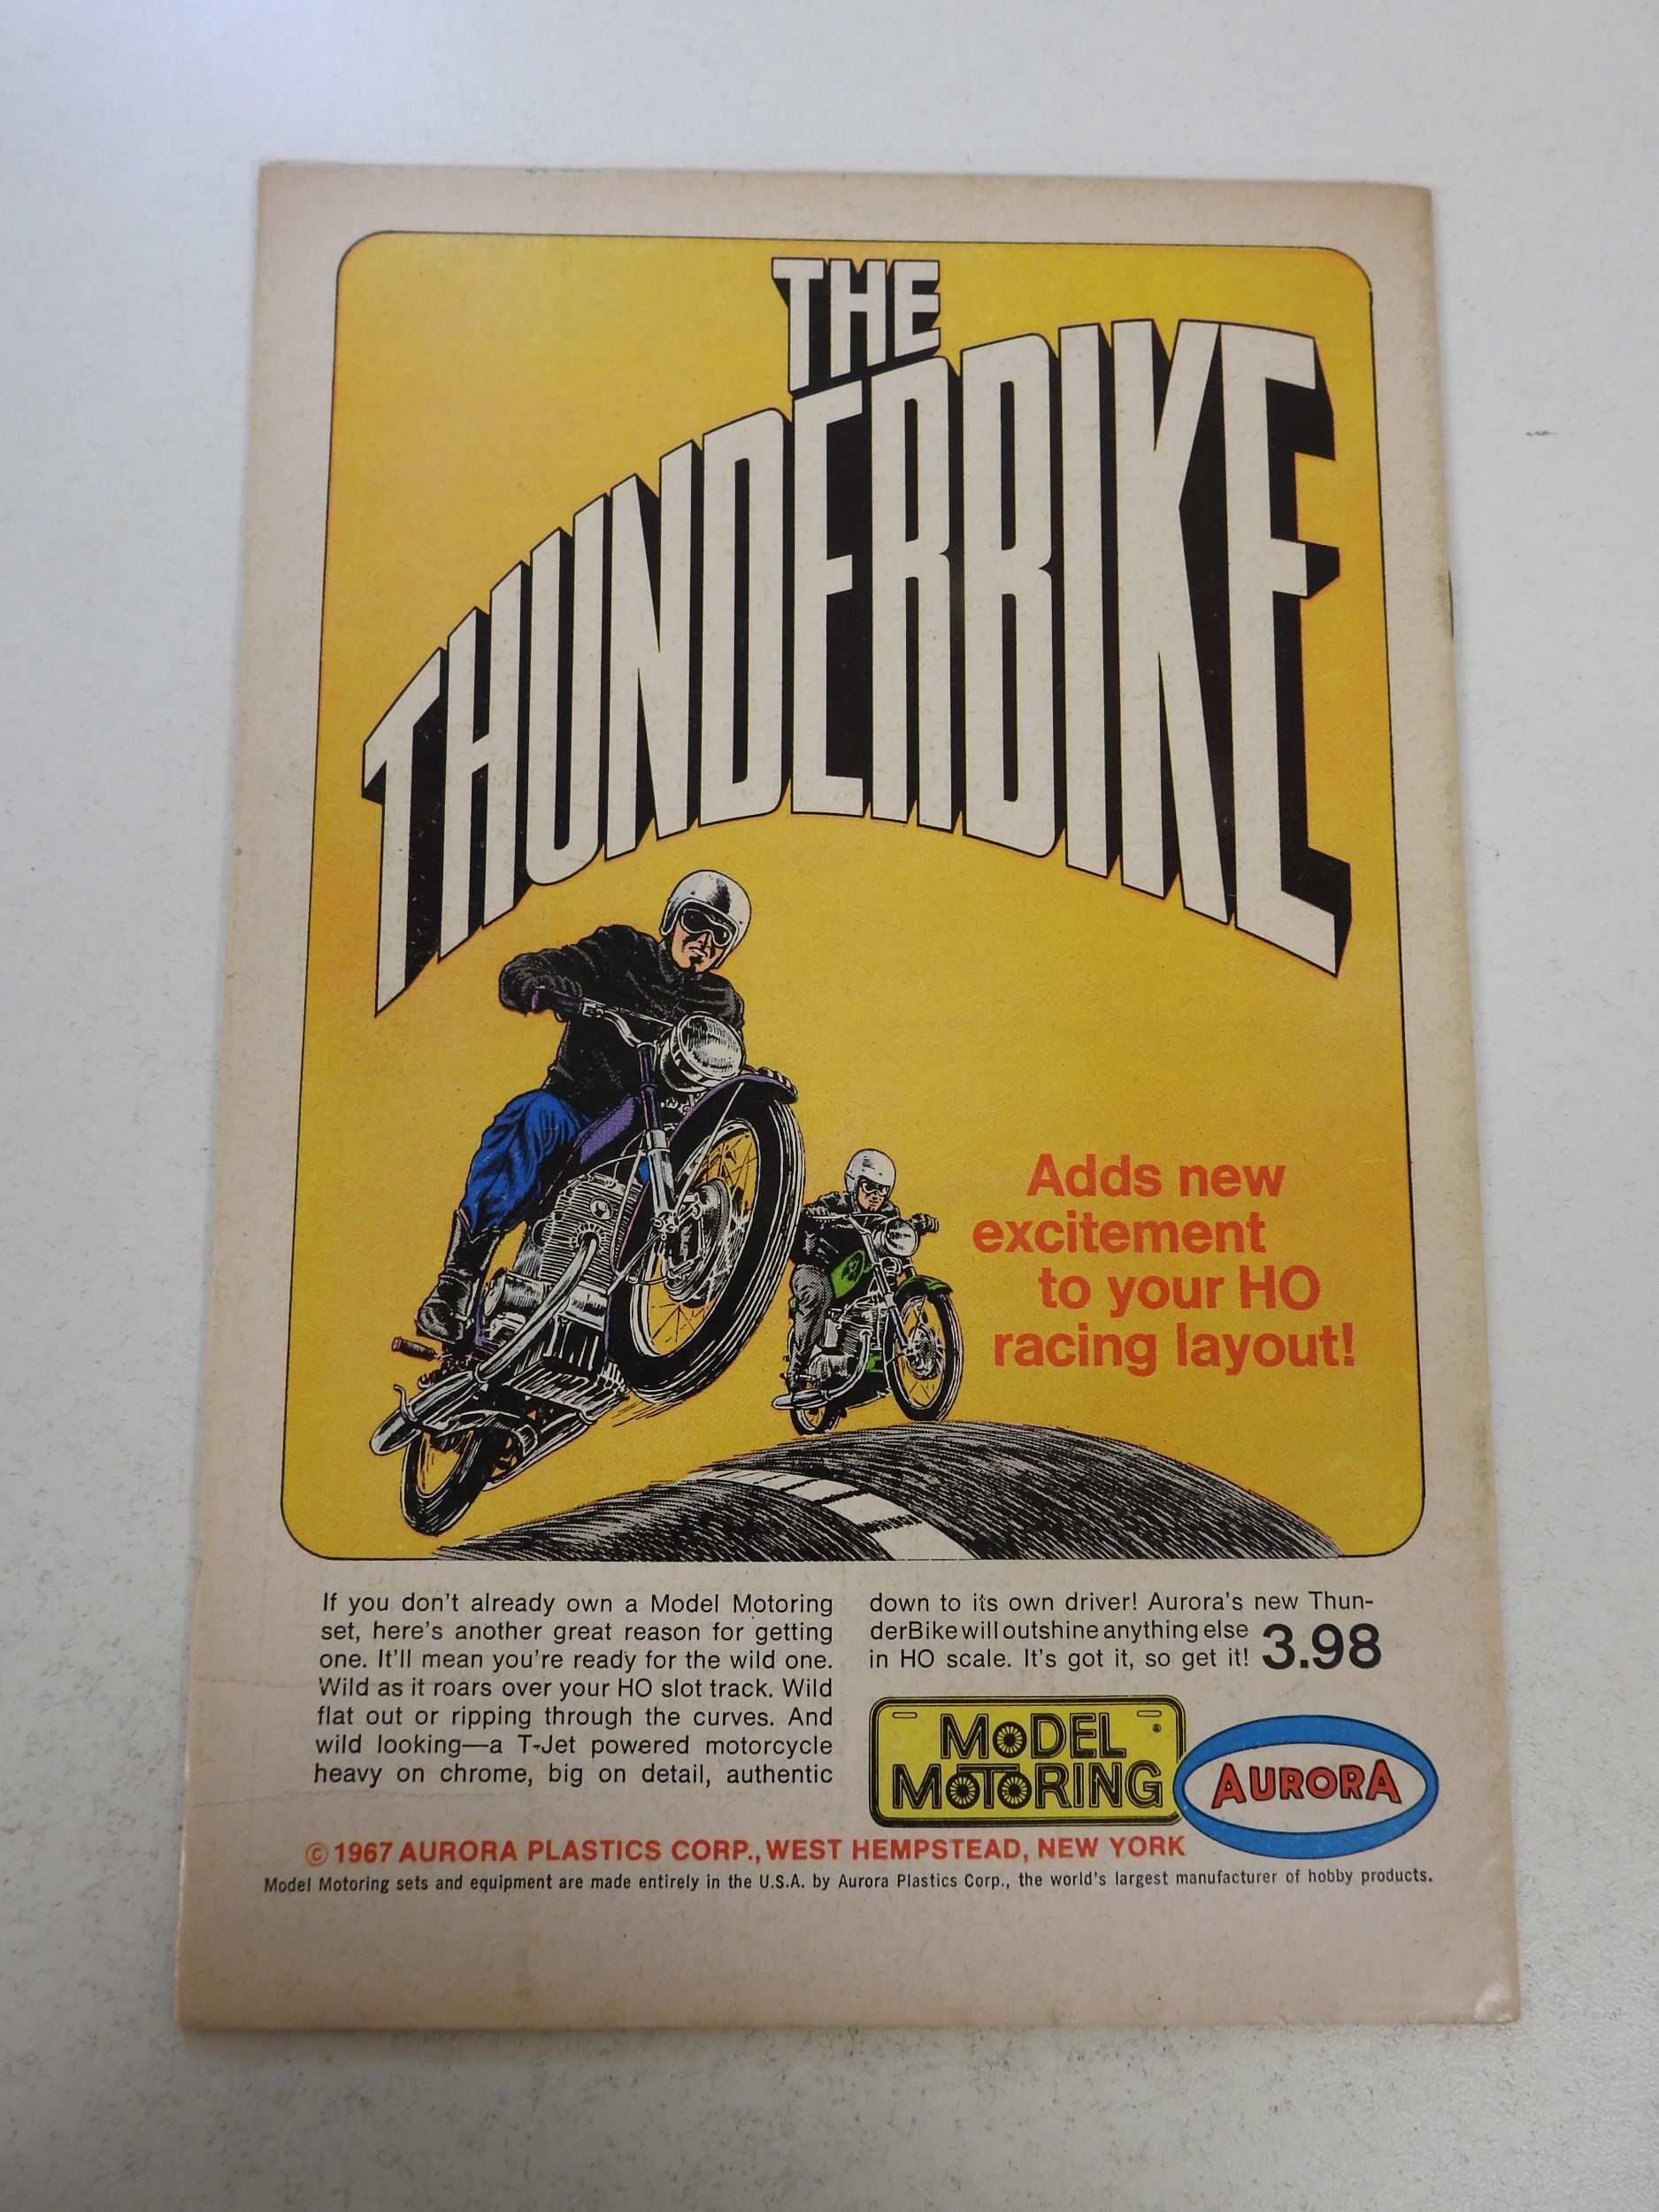 THE
THUNDERBIKE
Adds new
excitement
to your HO
racing layout!
If you don't already own a Model Motoring
set, here's another great reason for getting
one. It'll mean you're ready for the wild one.
Wild as it roars over your HO slot track. Wild
flat out or ripping through the curves. And
wild looking—a T-Jet powered motorcycle
heavy on chrome, big on detail, authentic
down to its own driver! Aurora's new Thun-
derBike will outshine anything else
in HO scale. It's got it, so get it! 3.98
MODEL
MOTORING ®
AURORA
© 1967 AURORA PLASTICS CORP., WEST HEMPSTEAD, NEW YORK
Model Motoring sets and equipment are made entirely in the U.S.A. by Aurora Plastics Corp., the world's largest manufacturer of hobby products.